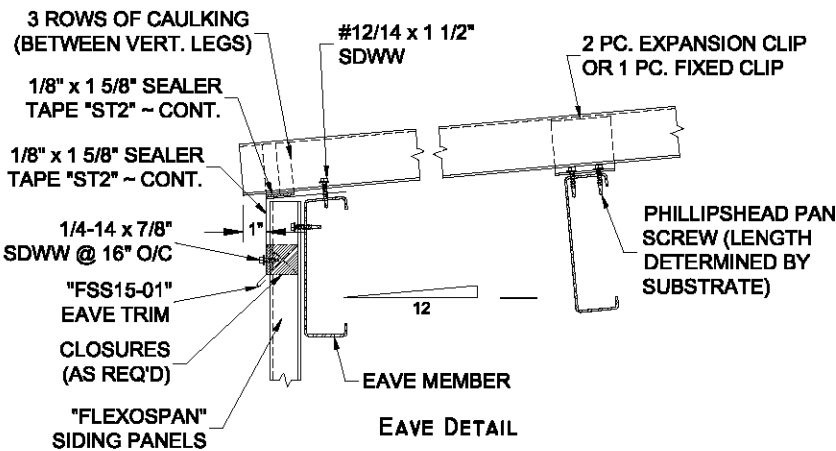 3 ROWS OF CAULKING
(BETWEEN VERT. LEGS)
#12/14 x 1 1/2"
SDWW
2 PC. EXPANSION CLIP
OR 1 PC. FIXED CLIP
1/8" x 1 5/8" SEALER
TAPE "ST2" ~ CONT.
1/8" x 1 5/8" SEALER
TAPE "ST2" ~ CONT.
1"
1/4-14 x 7/8"
SDWW @ 16" O/C
PHILLIPSHEAD PAN
SCREW (LENGTH
DETERMINED BY
SUBSTRATE)
"FSS15-01"
EAVE TRIM
12
CLOSURES
(AS REQ'D)
EAVE MEMBER
"FLEXOSPAN"
SIDING PANELS
EAVE DETAIL